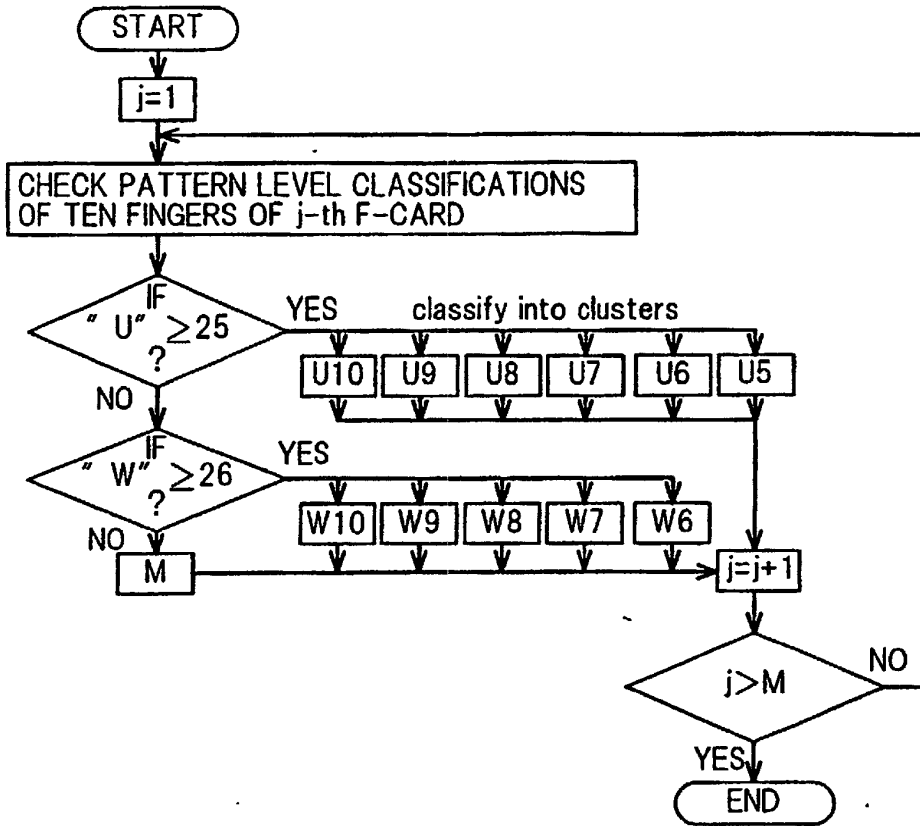 START
j=1
CHECK PATTERN LEVEL CLASSIFICATIONS
OF TEN FINGERS OF j-th F-CARD
IF
" U" ≥25
?
YES
classify into clusters
U10 U9 U8 U7 U6 U5
NO
IF
" W" ≥26
?
YES
W10 W9 W8 W7 W6
NO
M
j=j+1
j>M
NO
YES
END